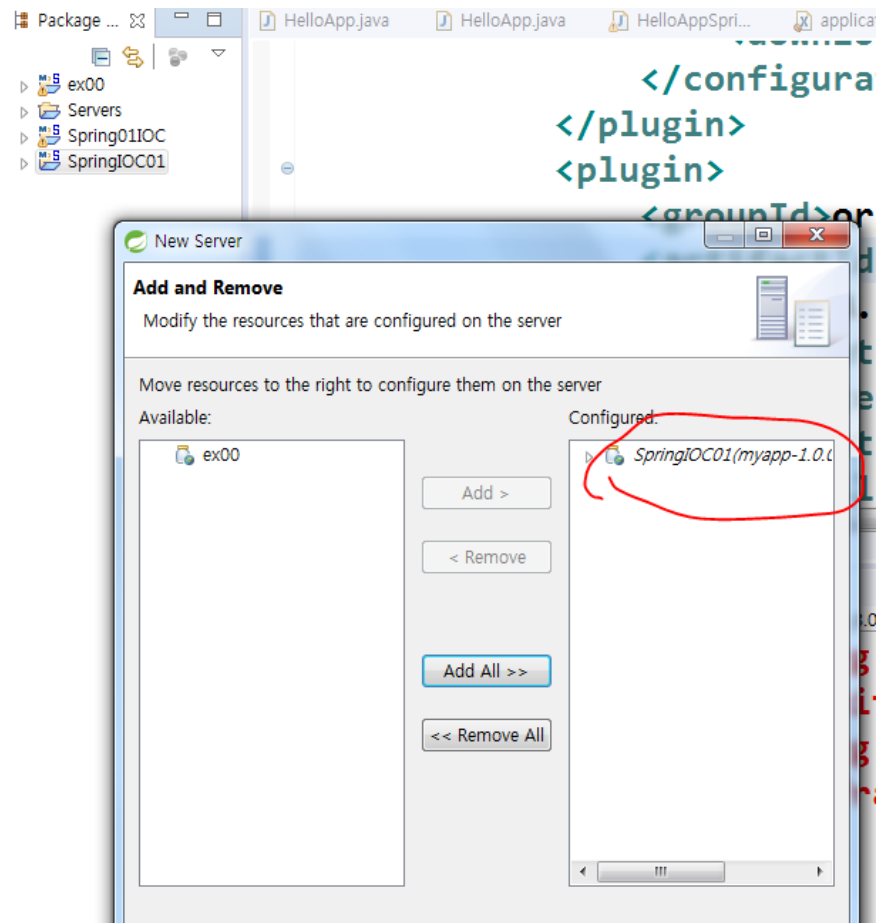 Package ...
HelloApp.java
HelloApp.java
HelloAppSpri...
ex00
Servers
Spring01IOC
SpringIOC01
</configura
</plugin>
<plugin>
<groupId>or
New Server
Add and Remove
Modify the resources that are configured on the server
Move resources to the right to configure them on the server
Available:
Configured:
ex00
SpringIOC01(myapp-1.0.0
Add >
< Remove
Add All >>
<< Remove All